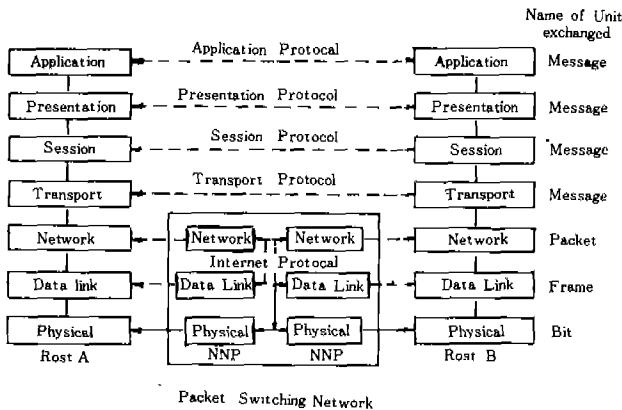 Name of Unit
exchanged
Application Application Protocal Application Message
Presentation Presentation Protocol Presentation Message
Session Session Protocol Session Message
Transport Transport Protocol Transport Message
Network Network Network Network Packet
Internet Protocal
Data link Data Link Data Link Data Link Frame
Physical Physical Physical Physical Bit
Rost A NNP NNP Rost B
Packet Switching Network